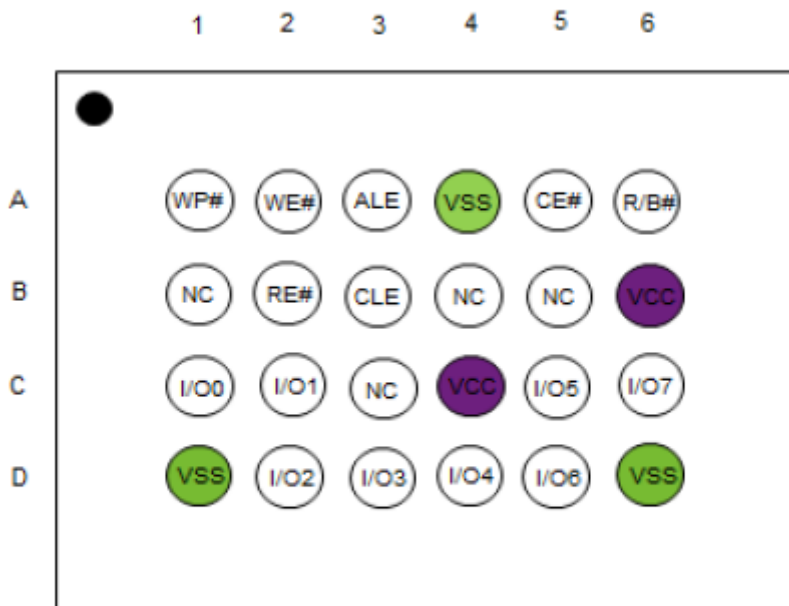 1 2 3 4 5 6
A WP# WE# ALE VSS CE# R/B#
B NC RE# CLE NC NC VCC
C I/O0 I/O1 NC VCC I/O5 I/O7
D VSS I/O2 I/O3 I/O4 I/O6 VSS